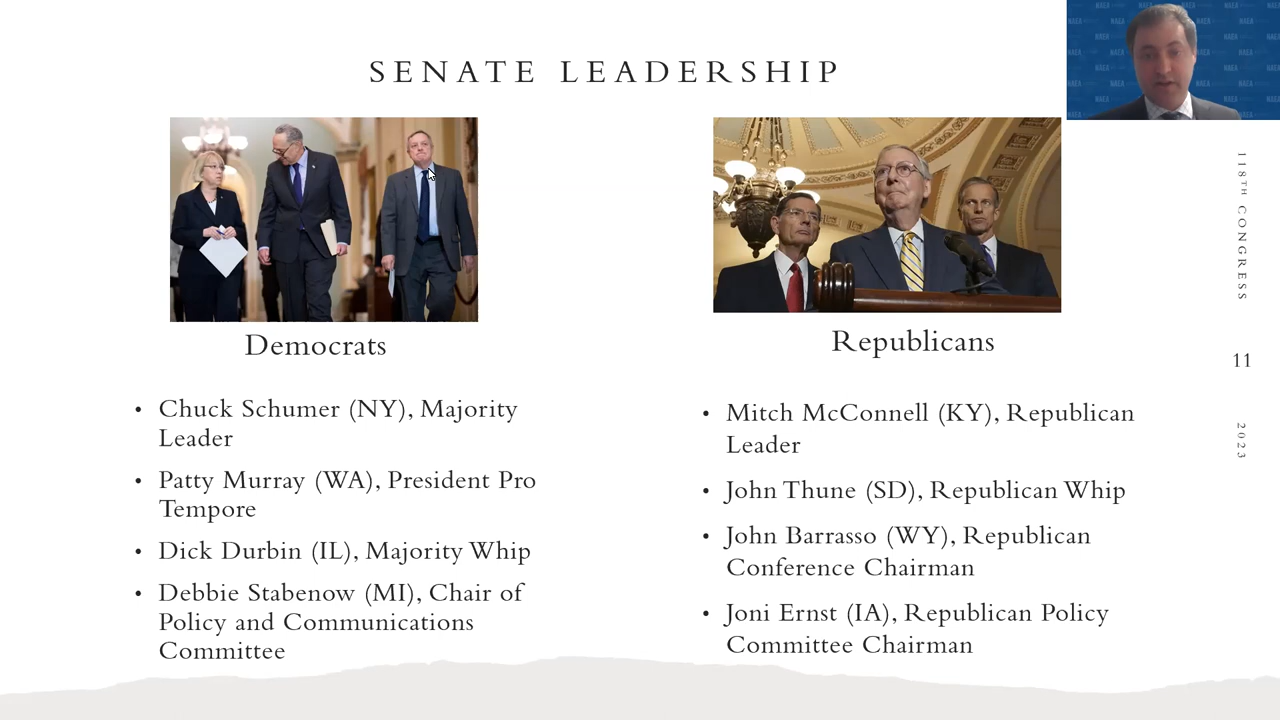 SENATE LEADERSHIP
Democrats
• Chuck Schumer (NY), Majority
Leader
• Patty Murray (WA), President Pro
Tempore
• Dick Durbin (IL), Majority Whip
• Debbie Stabenow (MI), Chair of
Policy and Communications
Committee
Republicans
• Mitch McConnell (KY), Republican
Leader
• John Thune (SD), Republican Whip
• John Barrasso (WY), Republican
Conference Chairman
• Joni Ernst (IA), Republican Policy
Committee Chairman
118TH CONGRESS
11
2023